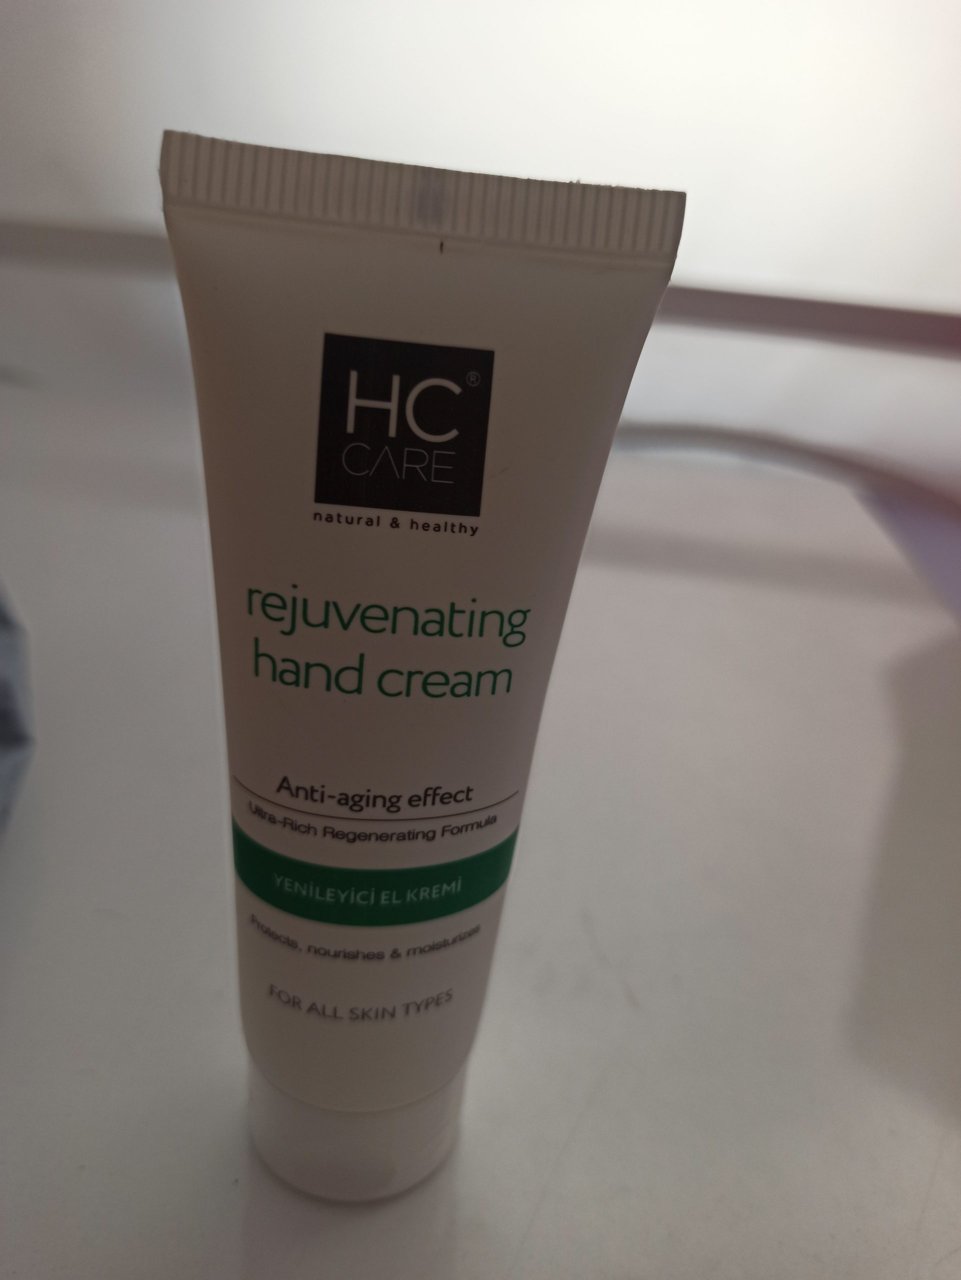 HC®
CARE
natural & healthy
rejuvenating
hand cream
Anti-aging effect
Ultra-Rich Regenerating Formula
YENİLEYİCİ EL KREMİ
Protects, nourishes & moisturizes
FOR ALL SKIN TYPES